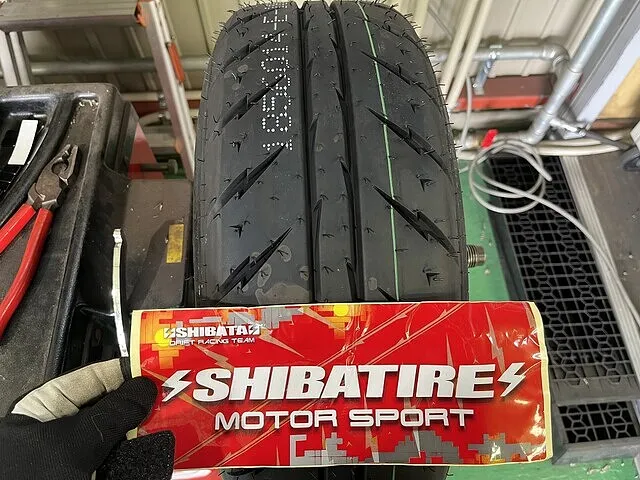 SHIBATA
DRIFT RACING TEAM
SHIBATIRE
MOTOR SPORT